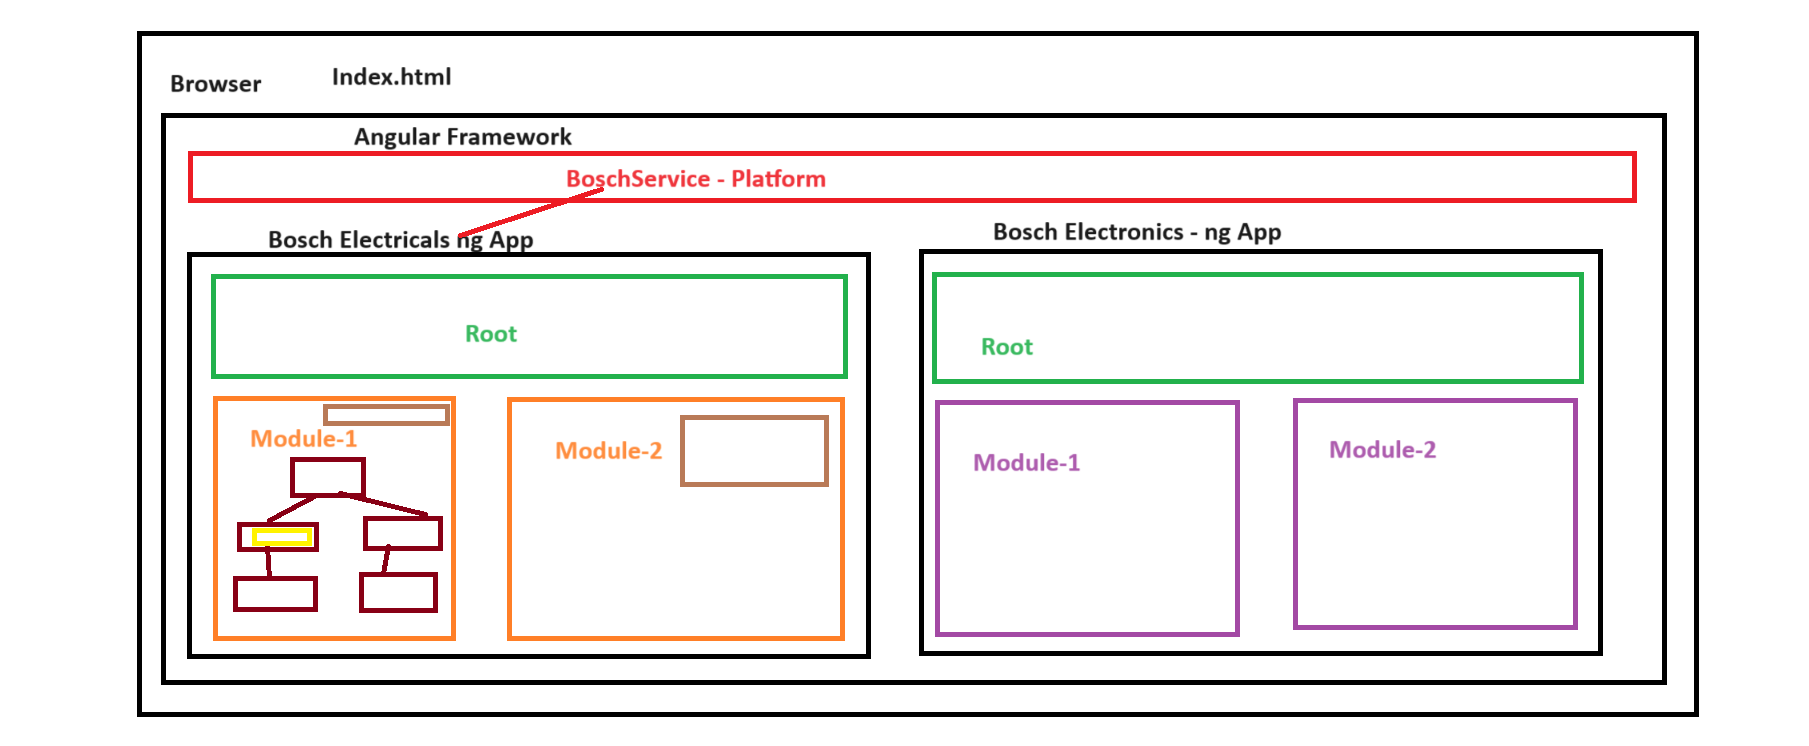 Browser
Index.html
Angular Framework
BoschService - Platform
Bosch Electricals ng App
Bosch Electronics - ng App
Root
Root
Module-1
Module-2
Module-1
Module-2